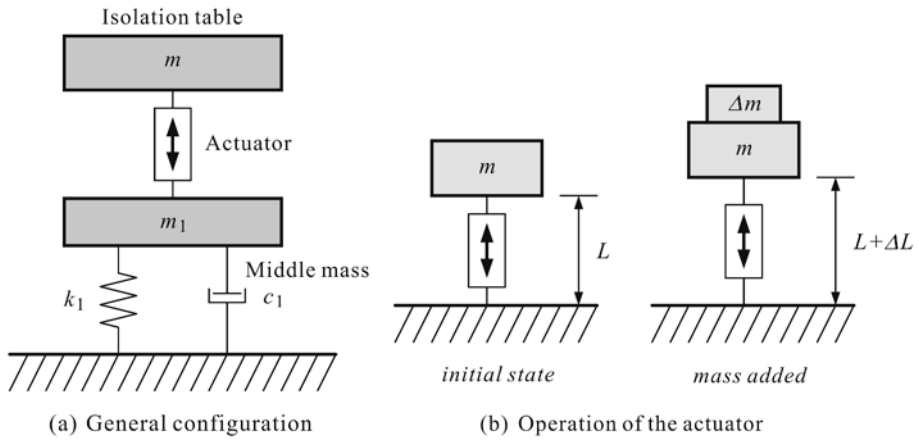 Isolation table
m
Actuator
m₁
Middle mass
k₁
c₁
(a) General configuration
m
L
initial state
Δm
m
L+ΔL
mass added
(b) Operation of the actuator